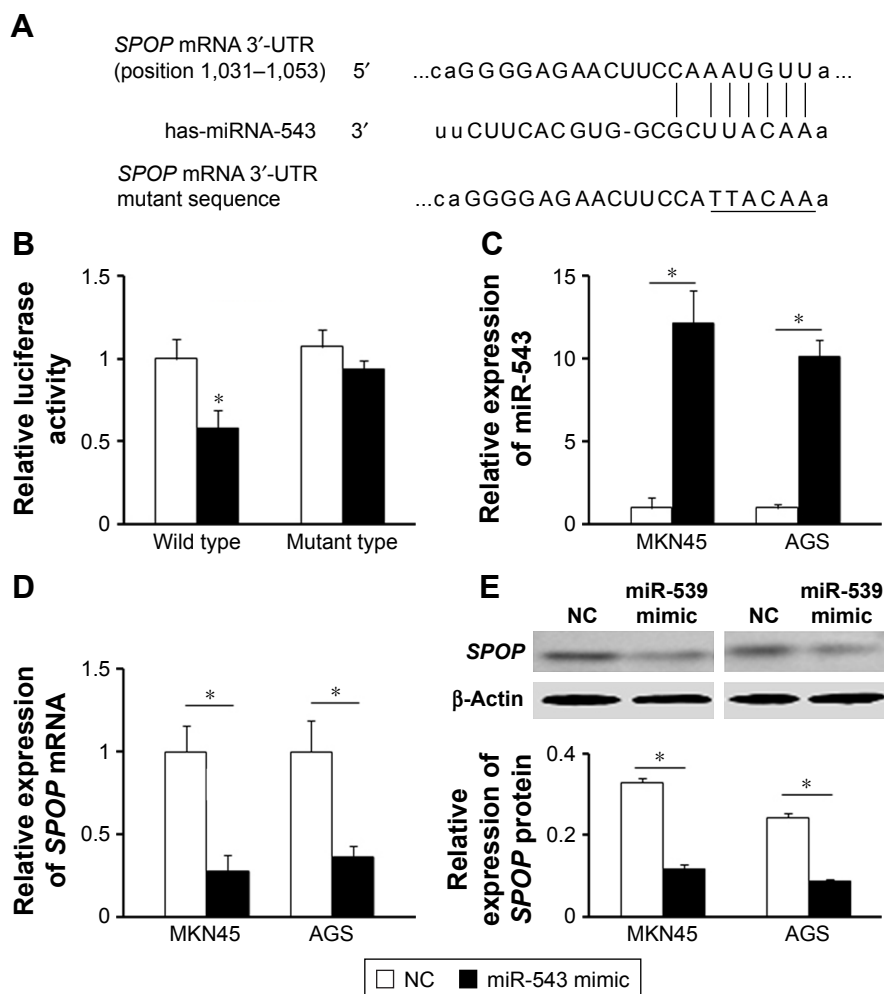 A
SPOP mRNA 3′-UTR
(position 1,031–1,053) 5′ ...caGGGGAGAACUUCCAAAUGUUa...
has-miRNA-543 3′ uuCUUCACGUG-GCGCUUACAAa
SPOP mRNA 3′-UTR
mutant sequence ...caGGGGAGAACUUCCATTACAAa
B
Relative luciferase
activity
1.5
1
0.5
0
*
Wild type Mutant type
C
Relative expression
of miR-543
15
10
5
0
* *
MKN45 AGS
D
Relative expression
of SPOP mRNA
1.5
1
0.5
0
* *
MKN45 AGS
E
NC miR-539 mimic NC miR-539 mimic
SPOP
β-Actin
Relative
expression of
SPOP protein
0.4
0.2
0
* *
MKN45 AGS
NC miR-543 mimic